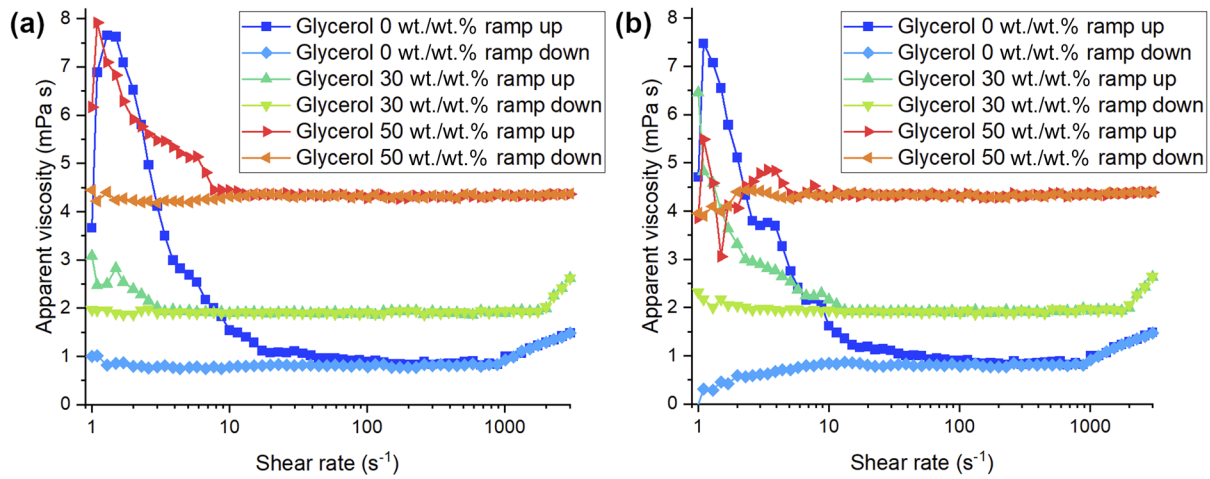 (a)
Apparent viscosity (mPa s)
8
7
6
5
4
3
2
1
0
Glycerol 0 wt./wt.% ramp up
Glycerol 0 wt./wt.% ramp down
Glycerol 30 wt./wt.% ramp up
Glycerol 30 wt./wt.% ramp down
Glycerol 50 wt./wt.% ramp up
Glycerol 50 wt./wt.% ramp down
1 10 100 1000
Shear rate (s⁻¹)
(b)
Apparent viscosity (mPa s)
8
7
6
5
4
3
2
1
0
Glycerol 0 wt./wt.% ramp up
Glycerol 0 wt./wt.% ramp down
Glycerol 30 wt./wt.% ramp up
Glycerol 30 wt./wt.% ramp down
Glycerol 50 wt./wt.% ramp up
Glycerol 50 wt./wt.% ramp down
1 10 100 1000
Shear rate (s⁻¹)